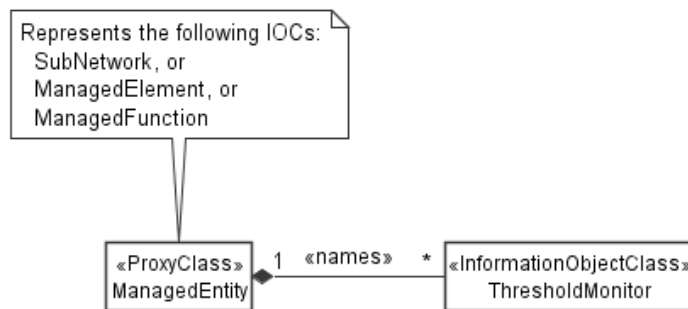 Represents the following IOCs:
SubNetwork, or
ManagedElement, or
ManagedFunction
«ProxyClass»
ManagedEntity
1 «names» *
«InformationObjectClass»
ThresholdMonitor